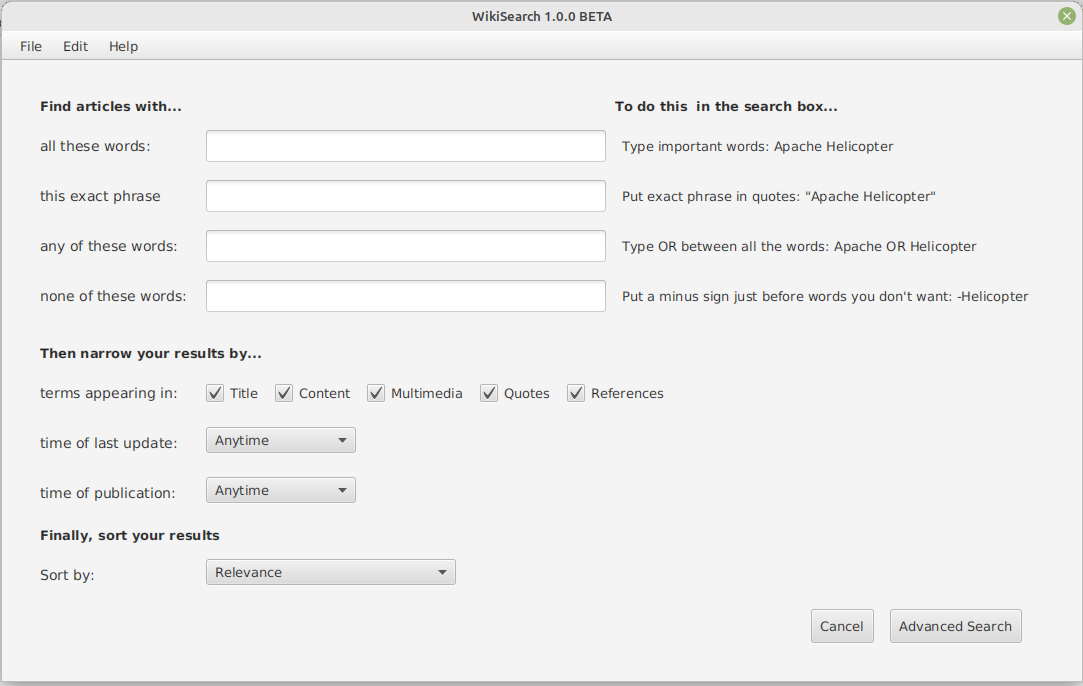 WikiSearch 1.0.0 BETA
File Edit Help
Find articles with... To do this  in the search box...
all these words: Type important words: Apache Helicopter
this exact phrase Put exact phrase in quotes: "Apache Helicopter"
any of these words: Type OR between all the words: Apache OR Helicopter
none of these words: Put a minus sign just before words you don't want: -Helicopter
Then narrow your results by...
terms appearing in: Title Content Multimedia Quotes References
time of last update: Anytime
time of publication: Anytime
Finally, sort your results
Sort by: Relevance
Cancel Advanced Search